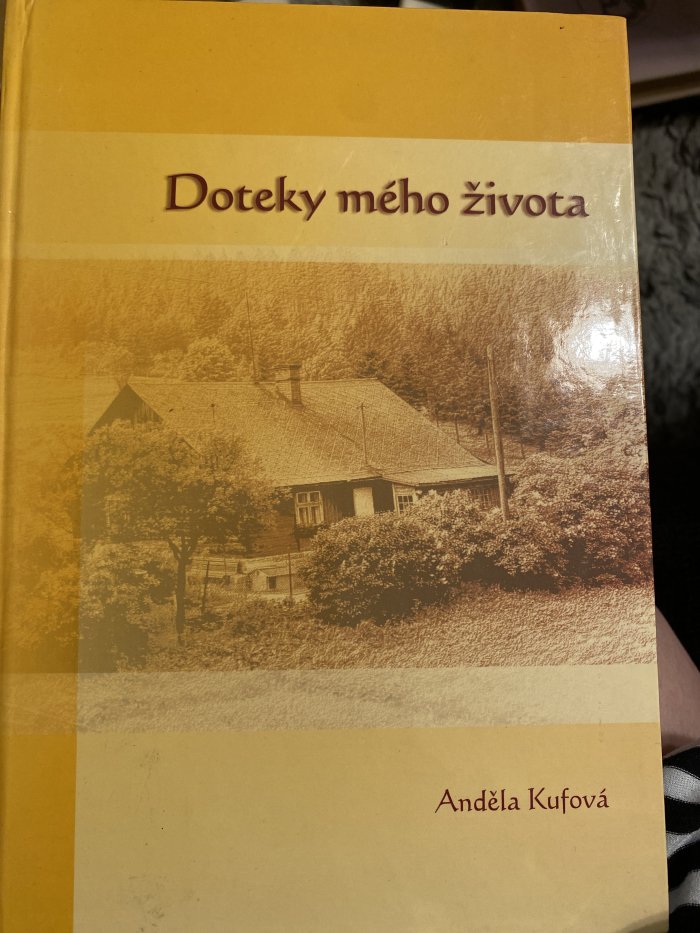 Doteky mého života
Anděla Kufová